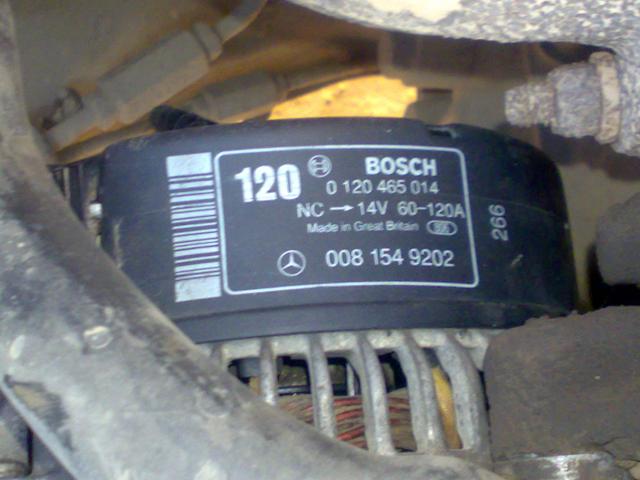 120 BOSCH
0 120 465 014
NC → 14V 60-120A
Made in Great Britain
008 154 9202
266